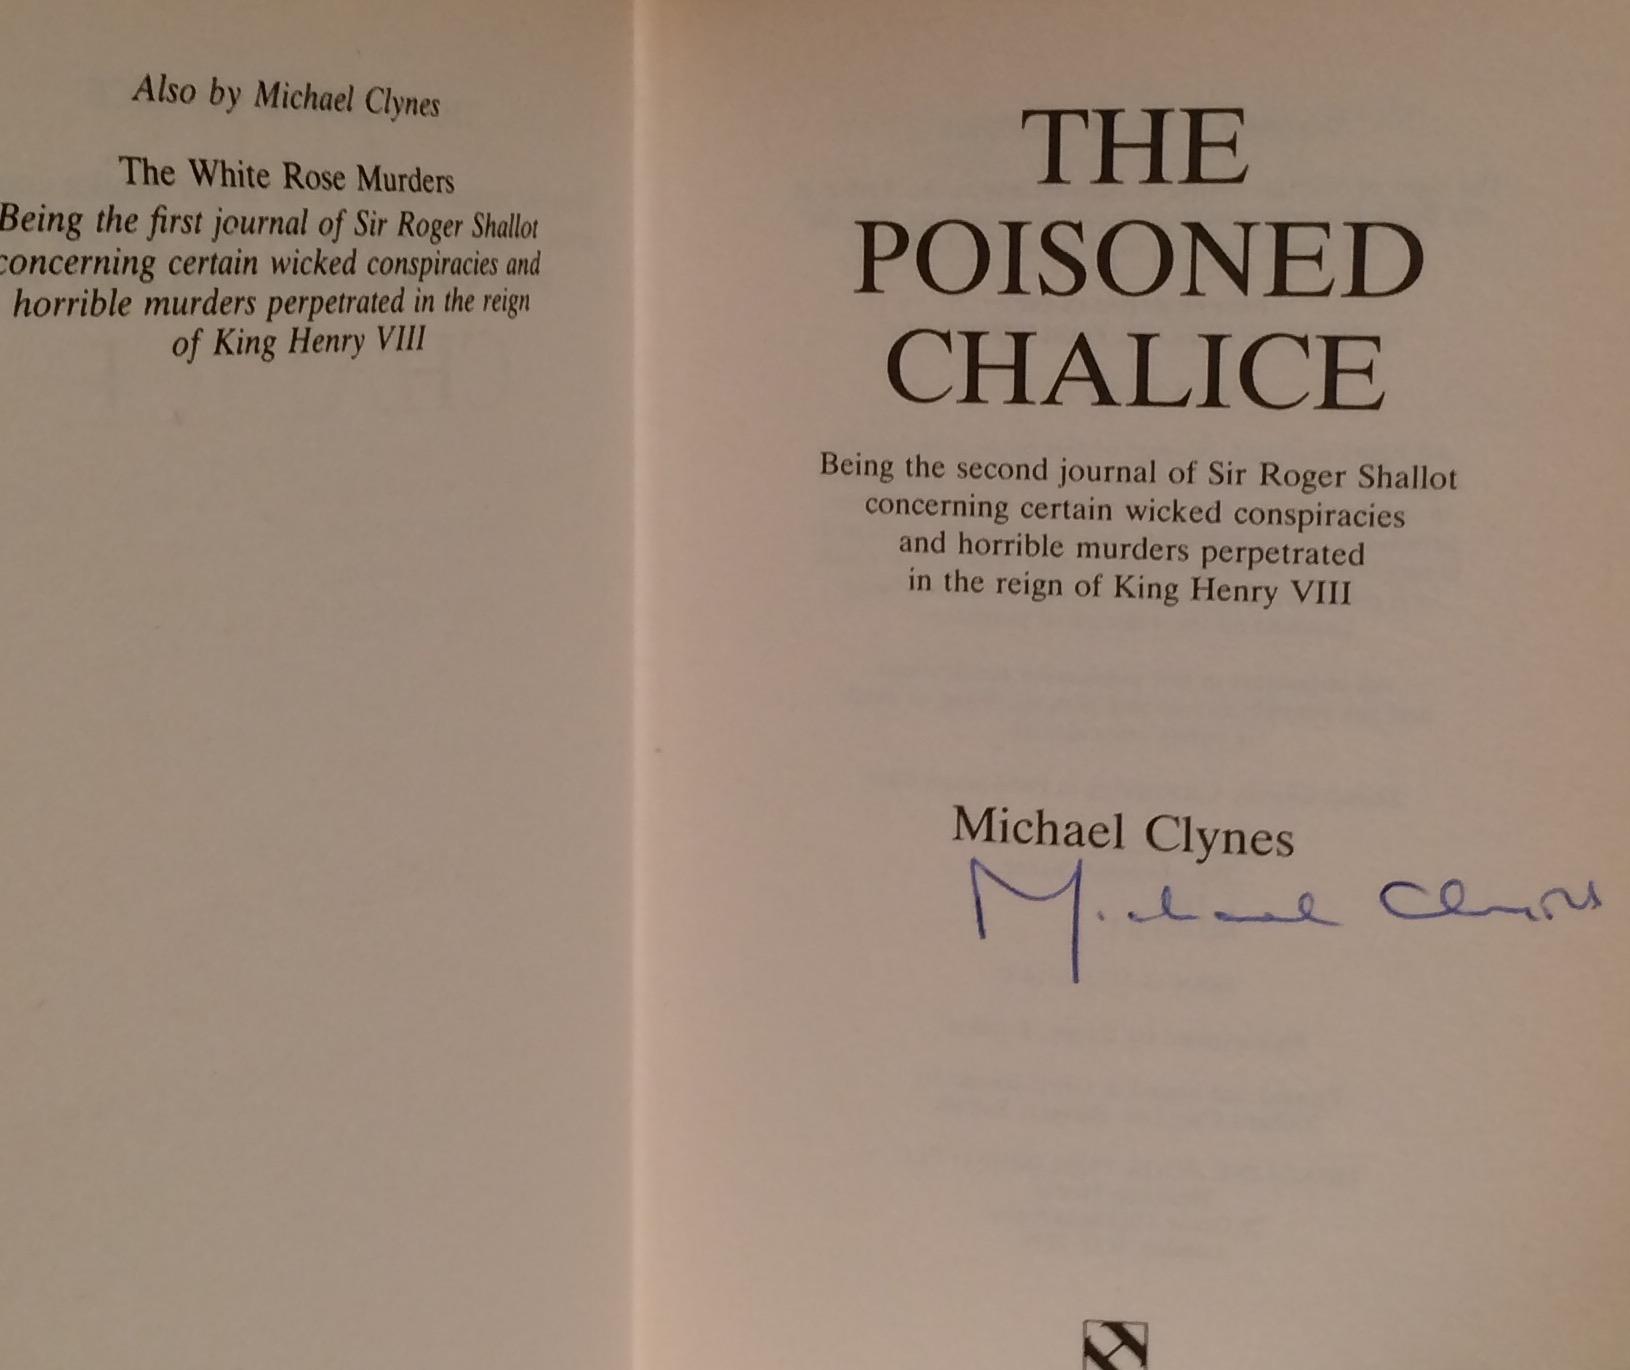 Also by Michael Clynes
The White Rose Murders
Being the first journal of Sir Roger Shallot
concerning certain wicked conspiracies and
horrible murders perpetrated in the reign
of King Henry VIII
THE
POISONED
CHALICE
Being the second journal of Sir Roger Shallot
concerning certain wicked conspiracies
and horrible murders perpetrated
in the reign of King Henry VIII
Michael Clynes
Michael Clynes